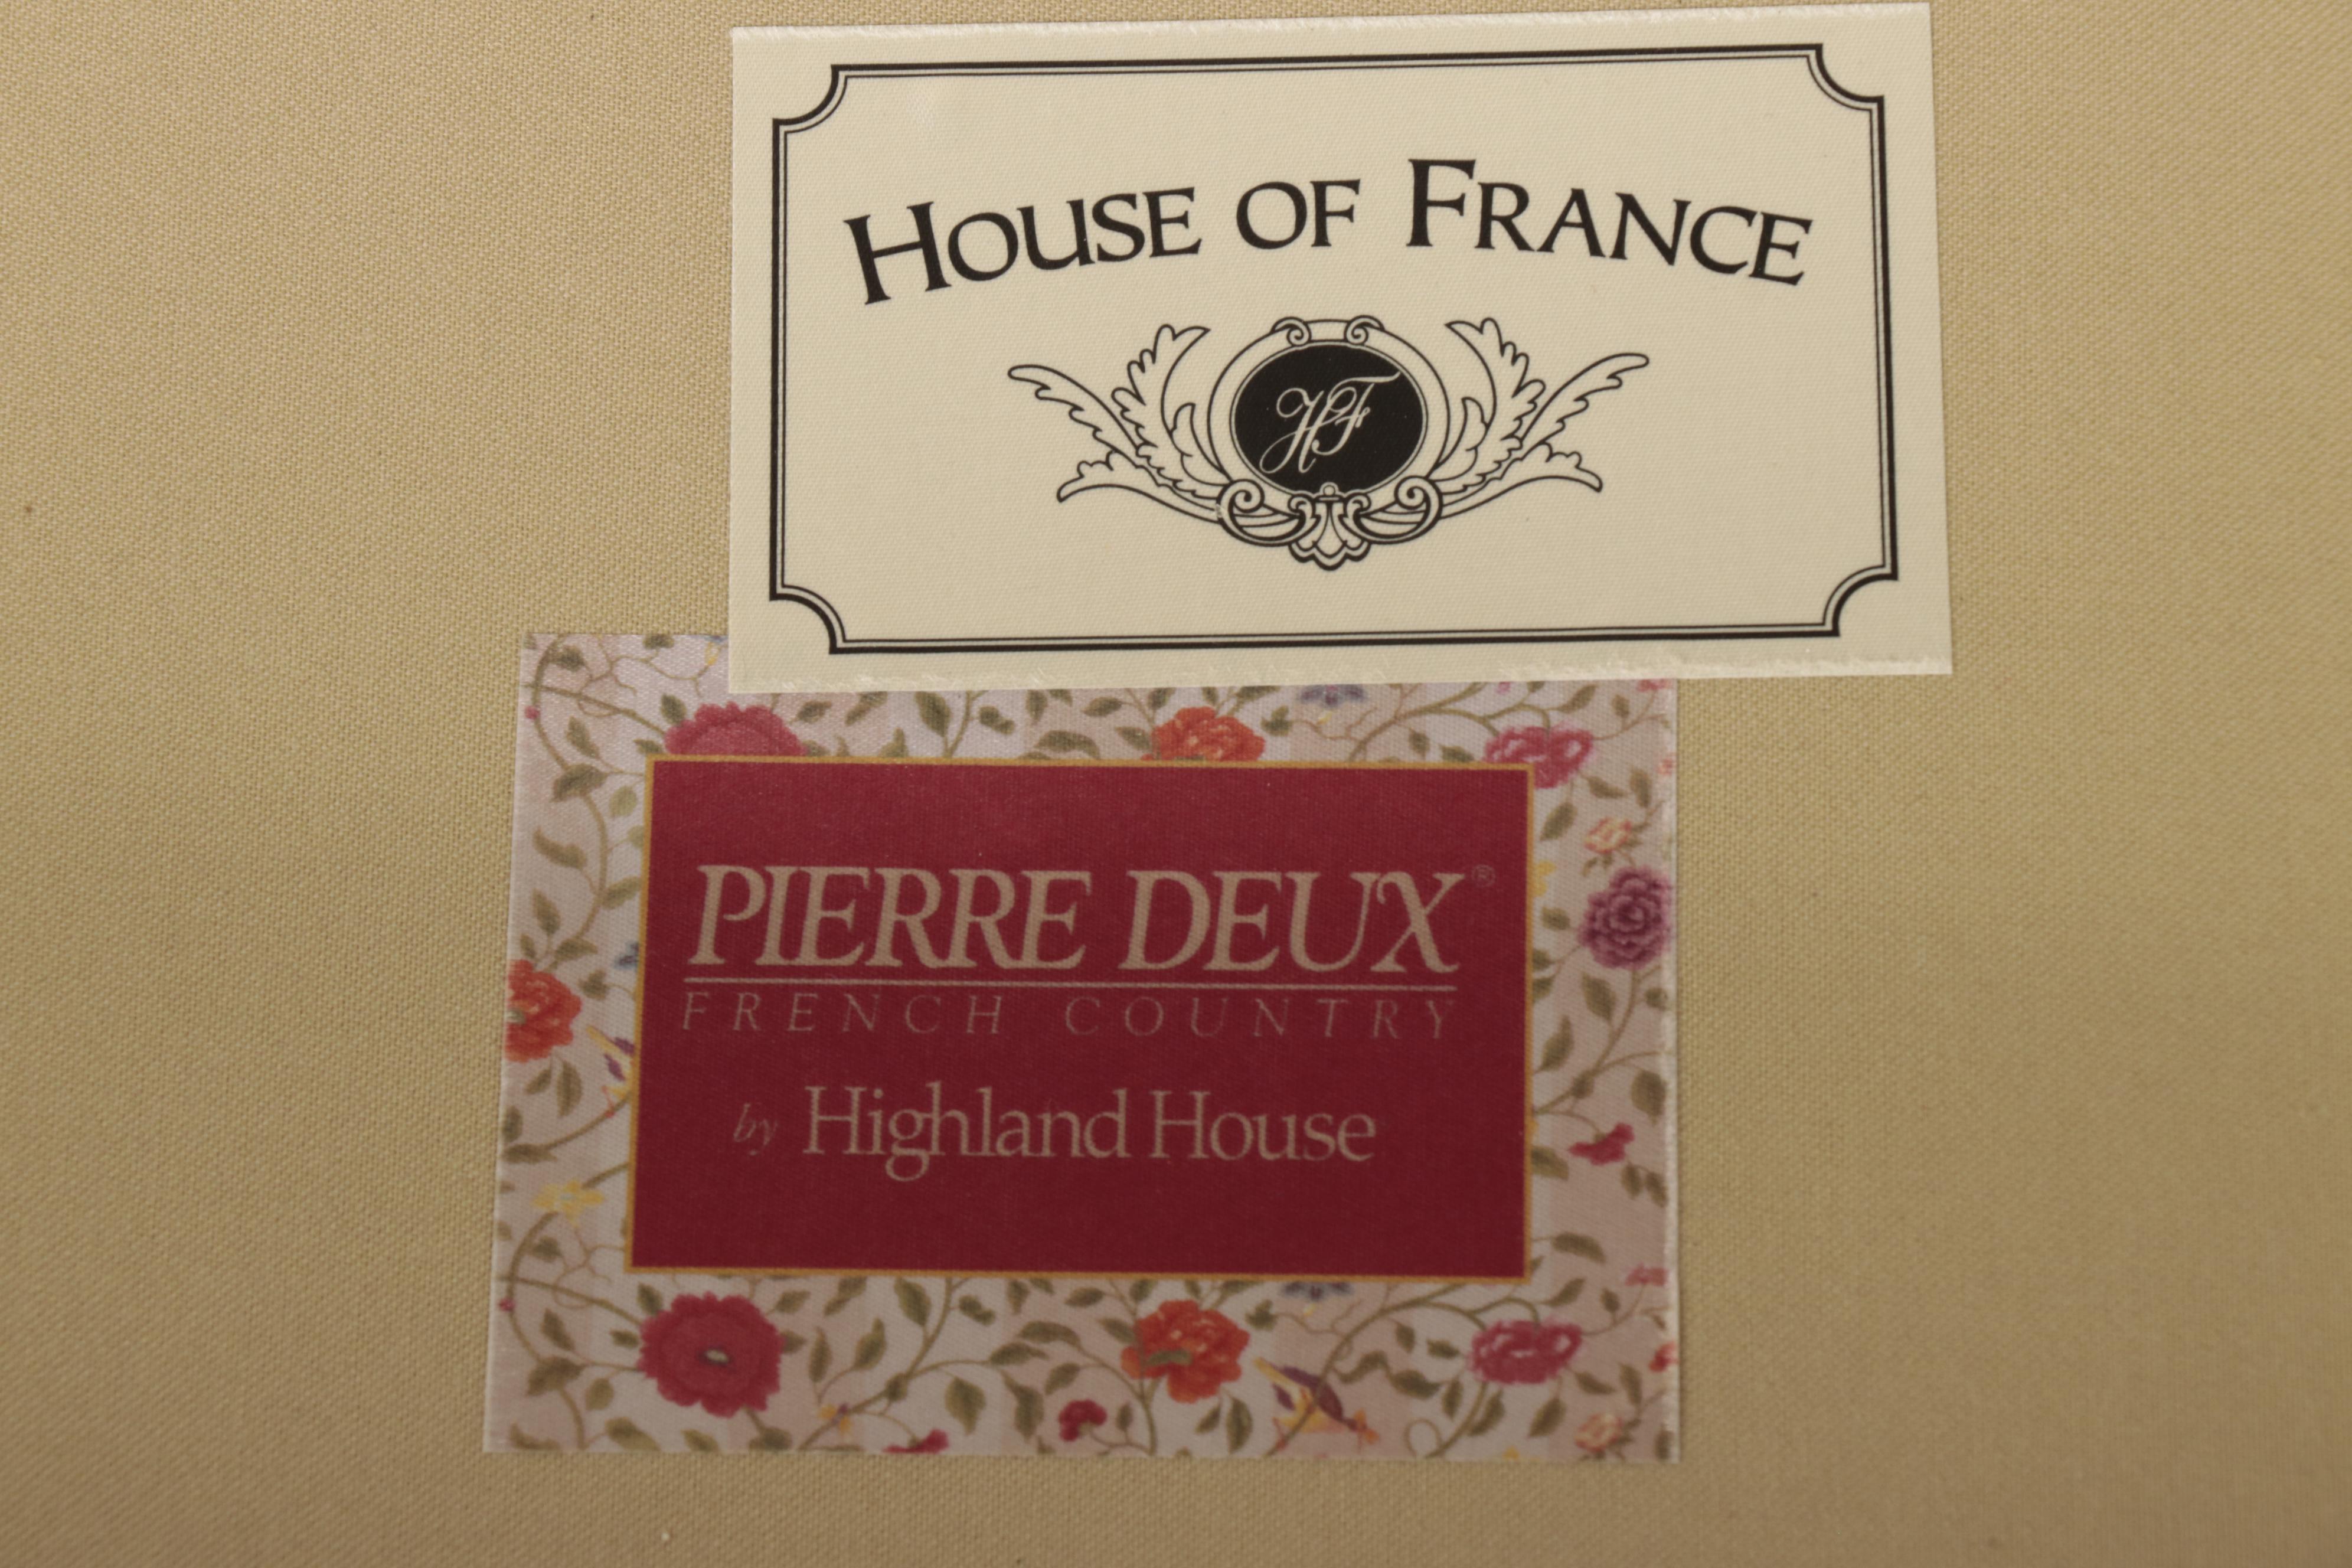 HOUSE OF FRANCE
HF
PIERRE DEUX®
FRENCH COUNTRY
by Highland House